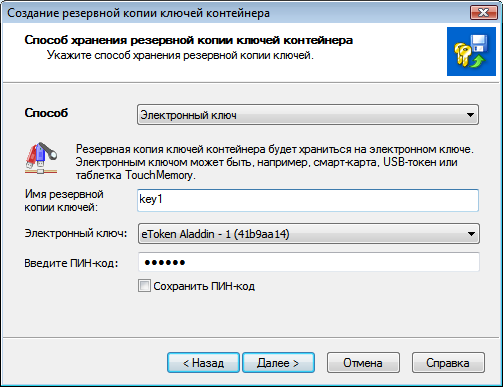 Создание резервной копии ключей контейнера
Способ хранения резервной копии ключей контейнера
Укажите способ хранения резервной копии ключей.
Способ
Электронный ключ
Резервная копия ключей контейнера будет храниться на электронном ключе.
Электронным ключом может быть, например, смарт-карта, USB-токен или
таблетка TouchMemory.
Имя резервной
копии ключей:
key1
Электронный ключ:
eToken Aladdin - 1 (41b9aa14)
Введите ПИН-код:
••••••
Сохранить ПИН-код
< Назад
Далее >
Отмена
Справка